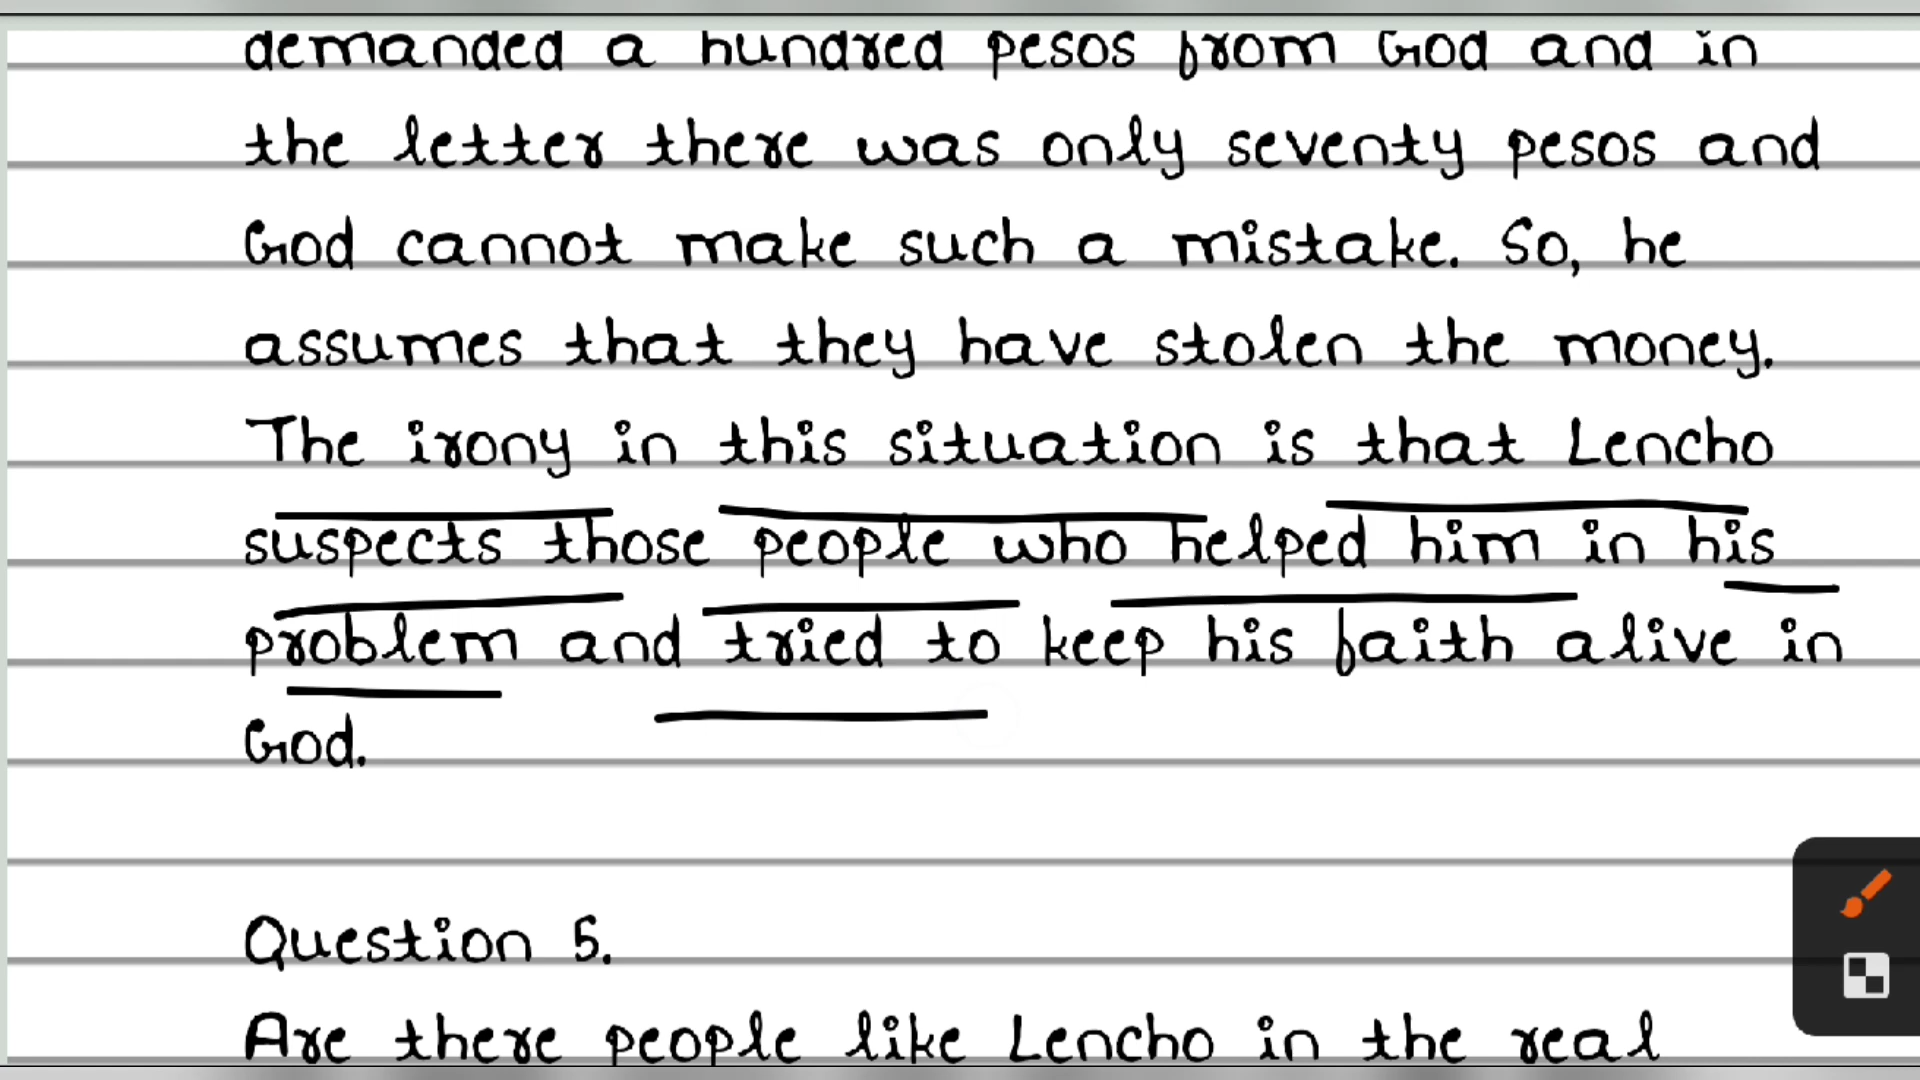 demanded a hundred pesos from God and in
the letter there was only seventy pesos and
God cannot make such a mistake. So, he
assumes that they have stolen the money.
The irony in this situation is that Lencho
suspects those people who helped him in his
problem and tried to keep his faith alive in
God.
Question 5.
Are there people like Lencho in the real